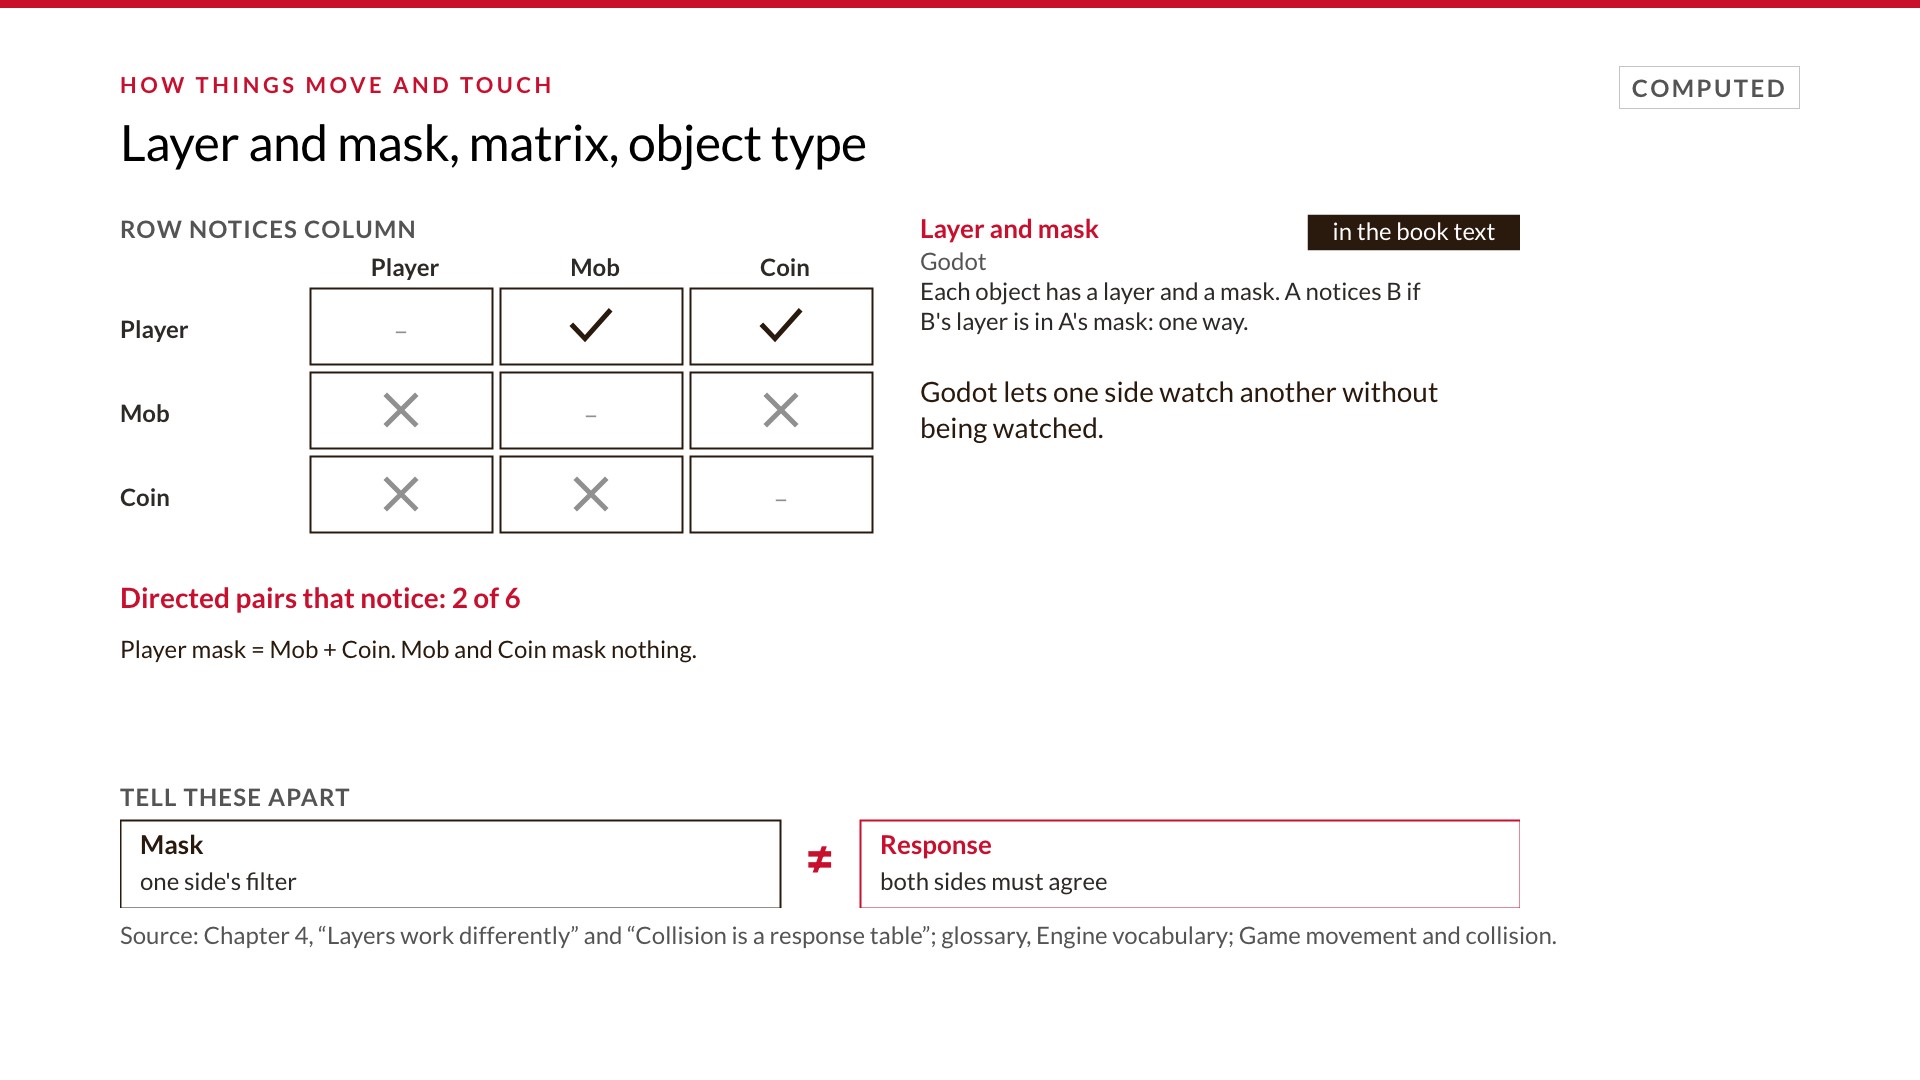 HOW THINGS MOVE AND TOUCH
COMPUTED
Layer and mask, matrix, object type
ROW NOTICES COLUMN
Player Mob Coin
Player –
Mob –
Coin –
Directed pairs that notice: 2 of 6
Player mask = Mob + Coin. Mob and Coin mask nothing.
Layer and mask
in the book text
Godot
Each object has a layer and a mask. A notices B if
B's layer is in A's mask: one way.
Godot lets one side watch another without
being watched.
TELL THESE APART
Mask
one side's filter
≠
Response
both sides must agree
Source: Chapter 4, “Layers work differently” and “Collision is a response table”; glossary, Engine vocabulary; Game movement and collision.